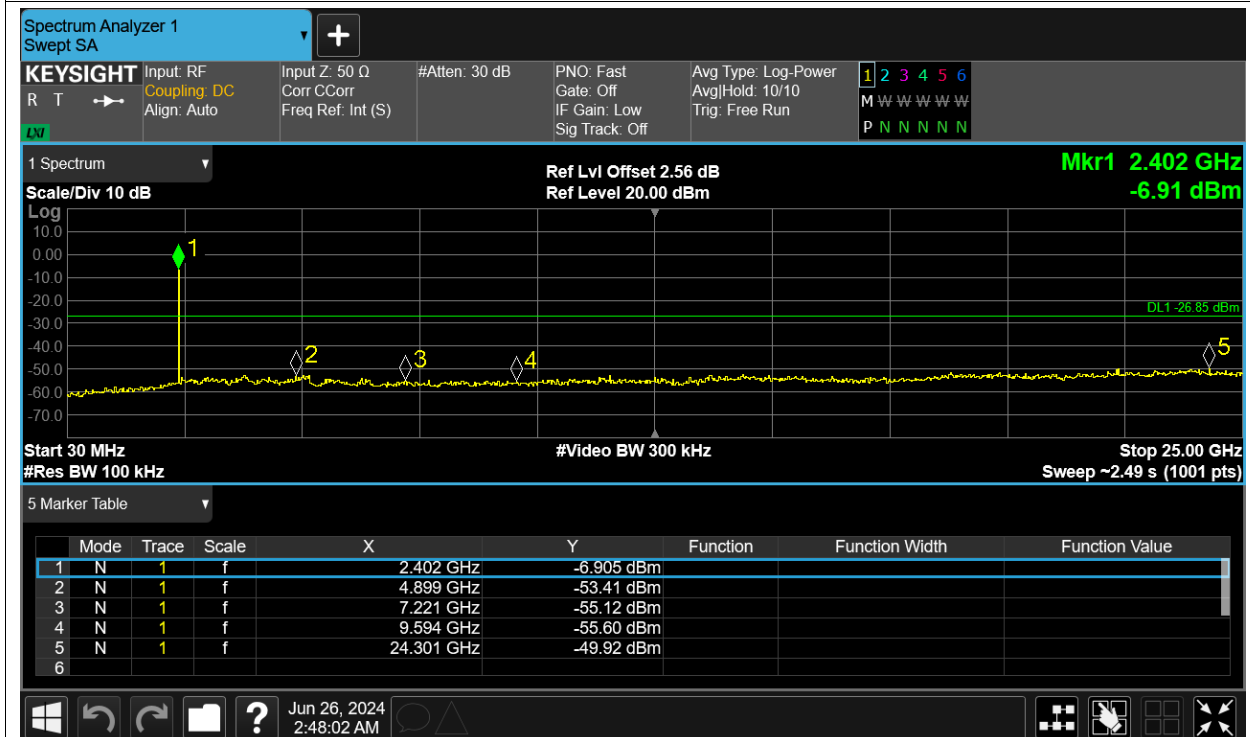 Spectrum Analyzer 1
Swept SA
KEYSIGHT
R T
LXI
Input: RF
Coupling: DC
Align: Auto
Input Z: 50 Ω
Corr CCorr
Freq Ref: Int (S)
#Atten: 30 dB
PNO: Fast
Gate: Off
IF Gain: Low
Sig Track: Off
Avg Type: Log-Power
Avg|Hold: 10/10
Trig: Free Run
1 2 3 4 5 6
M W W W W W
P N N N N N
1 Spectrum
Scale/Div 10 dB
Ref Lvl Offset 2.56 dB
Ref Level 20.00 dBm
Mkr1 2.402 GHz
-6.91 dBm
Log
10.0
0.00
-10.0
-20.0
-30.0
-40.0
-50.0
-60.0
-70.0
1
2
3
4
5
DL1 -26.85 dBm
Start 30 MHz
#Video BW 300 kHz
Stop 25.00 GHz
#Res BW 100 kHz
Sweep ~2.49 s (1001 pts)
5 Marker Table
Mode Trace Scale X Y Function Function Width Function Value
1 N 1 f 2.402 GHz -6.905 dBm
2 N 1 f 4.899 GHz -53.41 dBm
3 N 1 f 7.221 GHz -55.12 dBm
4 N 1 f 9.594 GHz -55.60 dBm
5 N 1 f 24.301 GHz -49.92 dBm
6
?
Jun 26, 2024
2:48:02 AM